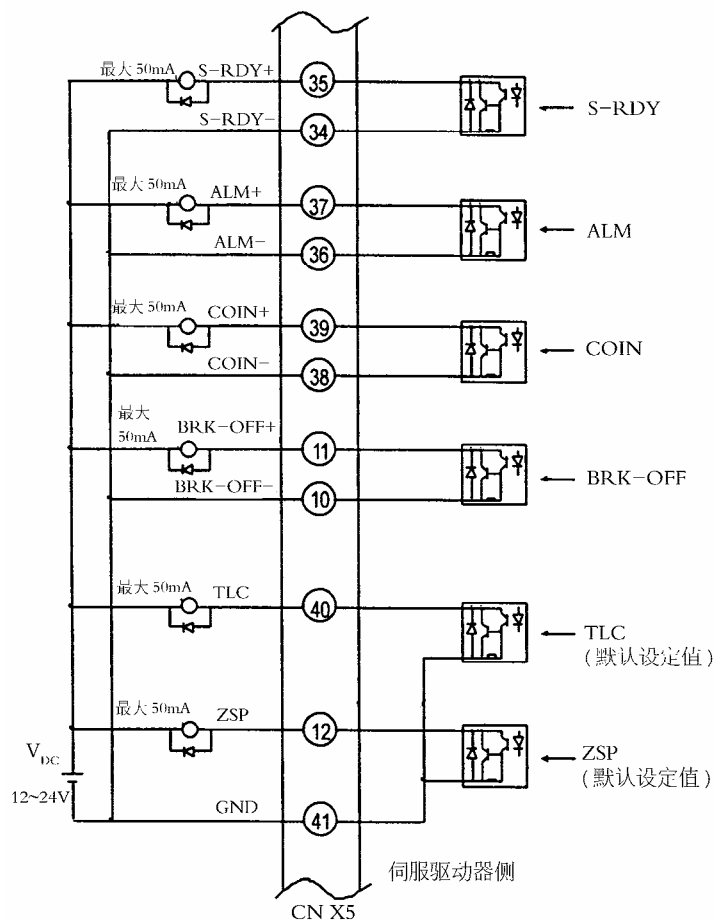 最大 50mA S-RDY+ 35
S-RDY- 34
S-RDY
最大 50mA ALM+ 37
ALM- 36
ALM
最大 50mA COIN+ 39
COIN- 38
COIN
最大
50mA BRK-OFF+ 11
BRK-OFF- 10
BRK-OFF
最大 50mA TLC 40
TLC
(默认设定值)
最大 50mA ZSP 12
ZSP
(默认设定值)
VDC
12~24V
GND 41
伺服驱动器侧
CN X5